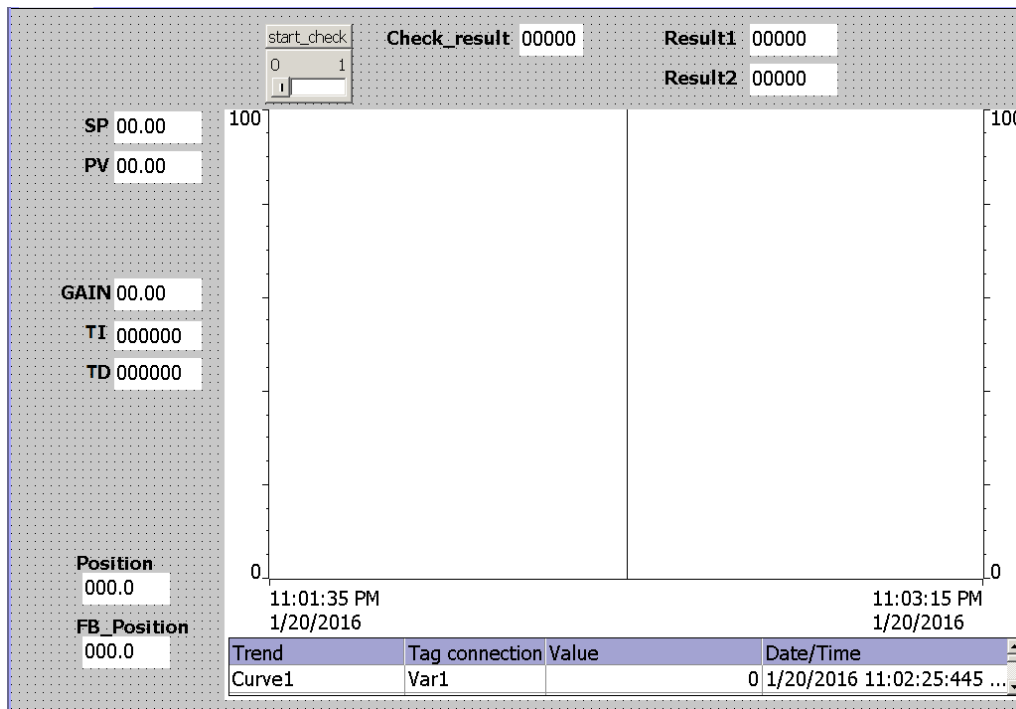 start_check
0 1
Check_result 00000
Result1 00000
Result2 00000
SP 00.00
PV 00.00
GAIN 00.00
TI 000000
TD 000000
Position
000.0
FB_Position
000.0
100 100
0 0
11:01:35 PM 11:03:15 PM
1/20/2016 1/20/2016
Trend Tag connection Value Date/Time
Curve1 Var1 0 1/20/2016 11:02:25:445 ...